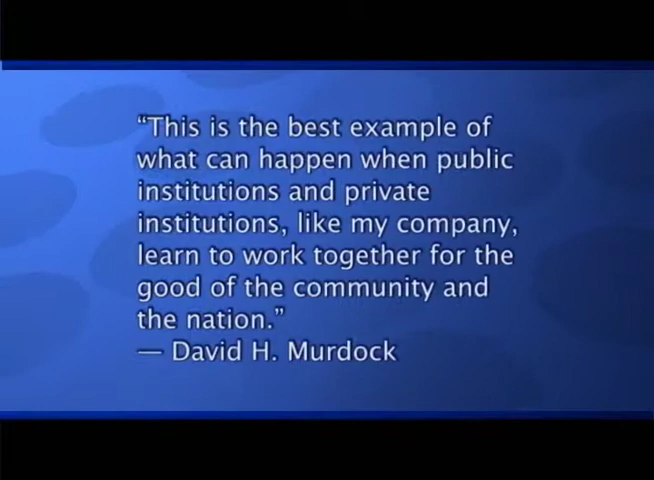 “This is the best example of
what can happen when public
institutions and private
institutions, like my company,
learn to work together for the
good of the community and
the nation.”
— David H. Murdock